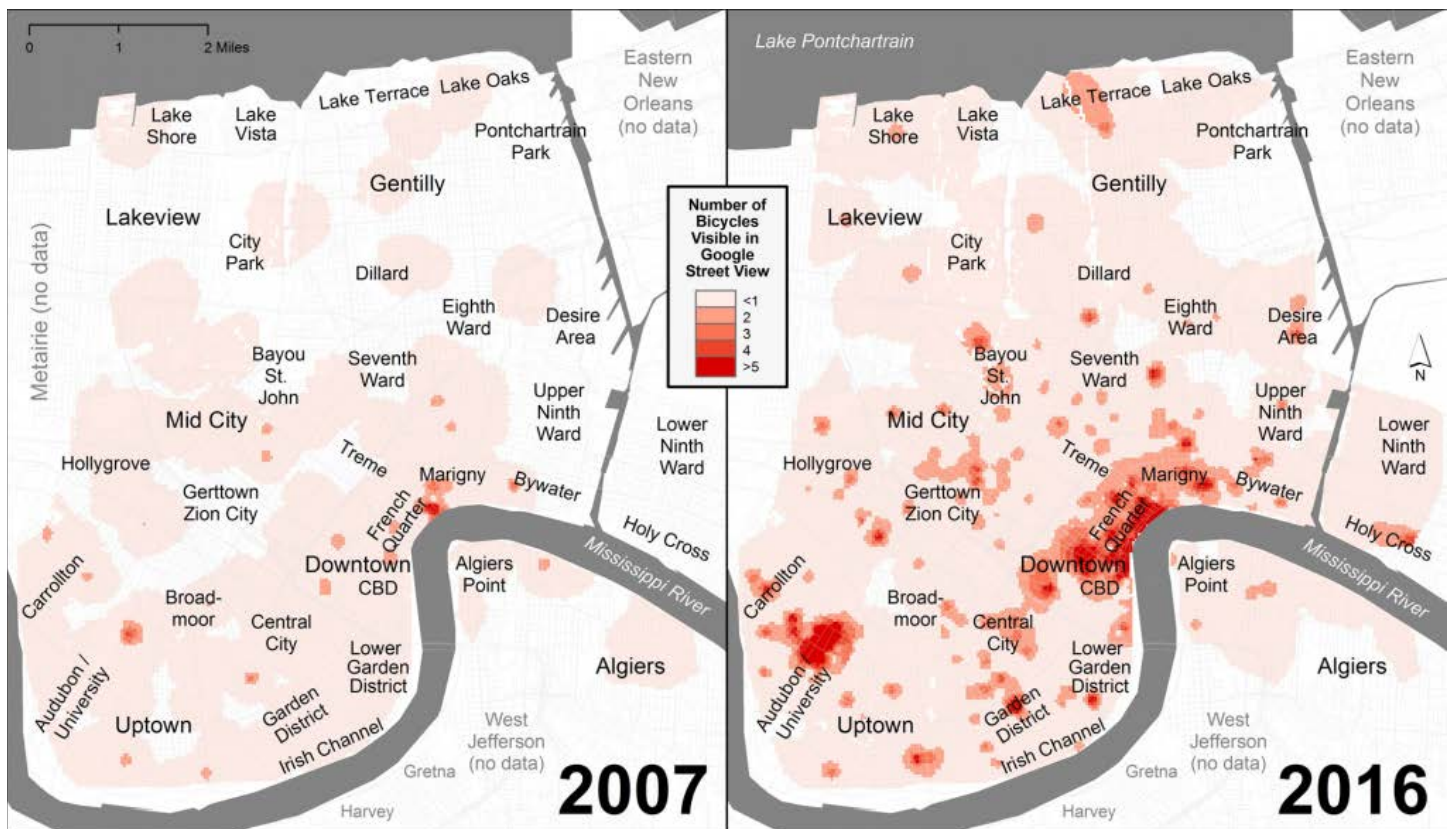 0 1 2 Miles
Eastern
New
Orleans
(no data)
Lake Terrace
Lake Oaks
Lake
Shore
Lake
Vista
Pontchartrain
Park
Gentilly
Lakeview
City
Park
Dillard
Metairie (no data)
Eighth
Ward
Desire
Area
Bayou
St.
John
Seventh
Ward
Mid City
Upper
Ninth
Ward
Lower
Ninth
Ward
Hollygrove
Treme
Marigny
Bywater
Gerttown
Zion City
French
Quarter
Holy Cross
Mississippi River
Downtown
CBD
Algiers
Point
Carrollton
Broad-
moor
Central
City
Lower
Garden
District
Algiers
Audubon /
University
Uptown
Garden
District
Irish Channel
West
Jefferson
(no data)
Gretna
Harvey
2007
Number of
Bicycles
Visible in
Google
Street View
<1
2
3
4
>5
Lake Pontchartrain
Eastern
New
Orleans
(no data)
Lake Terrace
Lake Oaks
Lake
Shore
Lake
Vista
Pontchartrain
Park
Gentilly
Lakeview
City
Park
Dillard
Eighth
Ward
Desire
Area
N
Bayou
St.
John
Seventh
Ward
Mid City
Upper
Ninth
Ward
Lower
Ninth
Ward
Hollygrove
Treme
Marigny
Bywater
Gerttown
Zion City
French
Quarter
Holy Cross
Mississippi River
Downtown
CBD
Algiers
Point
Carrollton
Broad-
moor
Central
City
Lower
Garden
District
Algiers
Audubon /
University
Uptown
Garden
District
Irish Channel
West
Jefferson
(no data)
Gretna
Harvey
2016